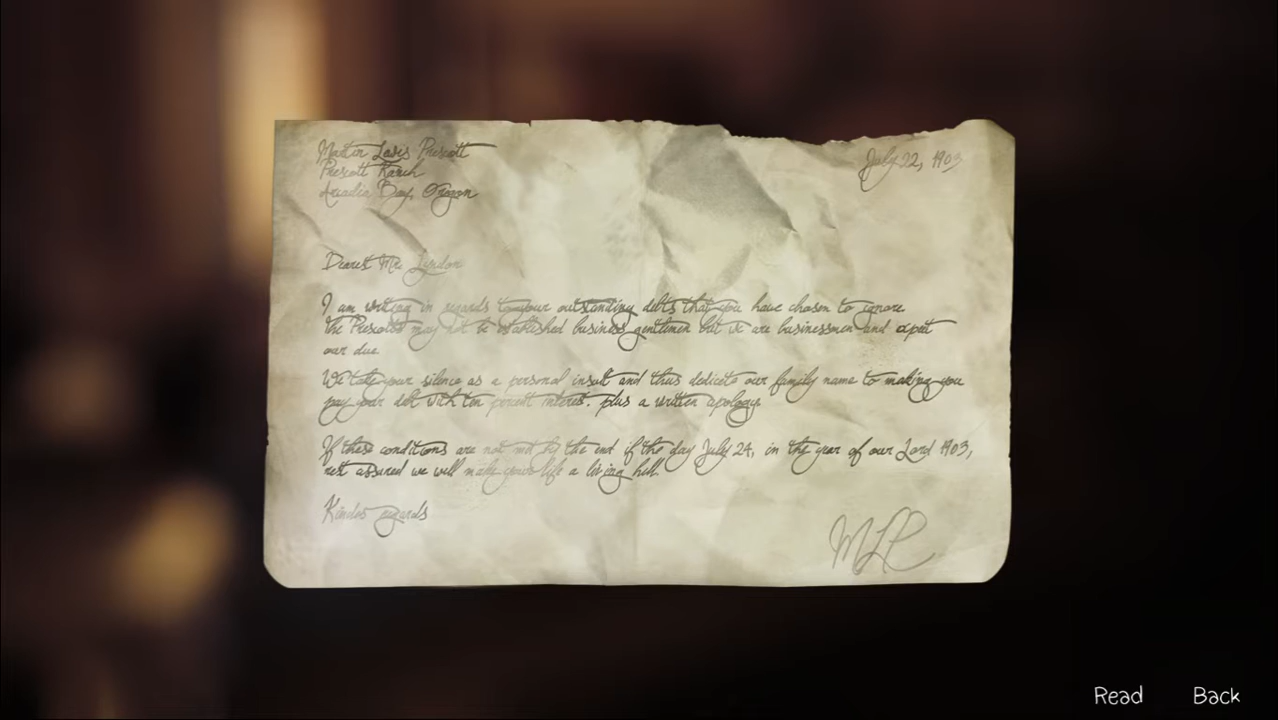 Martin Lewis Prescott
Prescott Ranch
Arcadia Bay, Oregon
July 22, 1903
Dearest Mr. Lyndon
I am writing in regards to your outstanding debts that you have chosen to ignore
the Prescotts may not be established business gentlemen but we are businessmen and expect
our due.
We take your silence as a personal insult and thus dedicate our family name to making you
pay your debt with ten percent interest. plus a written apology.
If these conditions are not met by the end if the day July 24, in the year of our Lord 1903,
rest assured we will make your life a living hell.
Kindes regards
MLP
Read Back